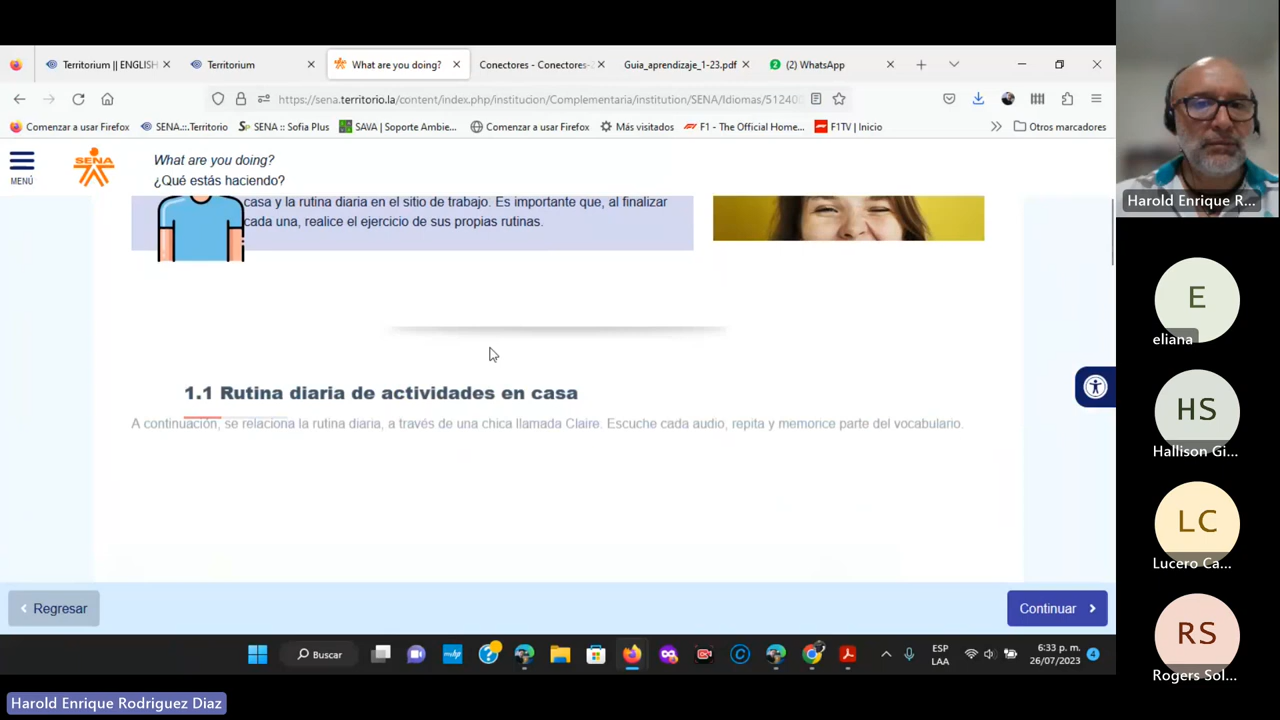 Territorium || ENGLISH
Territorium
What are you doing?
Conectores - Conectores-2
Guia_aprendizaje_1-23.pdf
(2) WhatsApp
https://sena.territorio.la/content/index.php/institucion/Complementaria/institution/SENA/Idiomas/51240
Comenzar a usar Firefox
SENA.::.Territorio
SENA :: Sofia Plus
SAVA | Soporte Ambie...
Comenzar a usar Firefox
Más visitados
F1 - The Official Home...
F1TV | Inicio
Otros marcadores
MENÚ
SENA
What are you doing?
¿Qué estás haciendo?
casa y la rutina diaria en el sitio de trabajo. Es importante que, al finalizar
cada una, realice el ejercicio de sus propias rutinas.
1.1 Rutina diaria de actividades en casa
A continuación, se relaciona la rutina diaria, a través de una chica llamada Claire. Escuche cada audio, repita y memonce parte del vocabulario.
Regresar
Continuar
Buscar
ESP
LAA
6:33 p. m.
26/07/2023
4
Harold Enrique Rodriguez Diaz
Harold Enrique R...
E
eliana
HS
Hallison Gi...
LC
Lucero Ca...
RS
Rogers Sol...